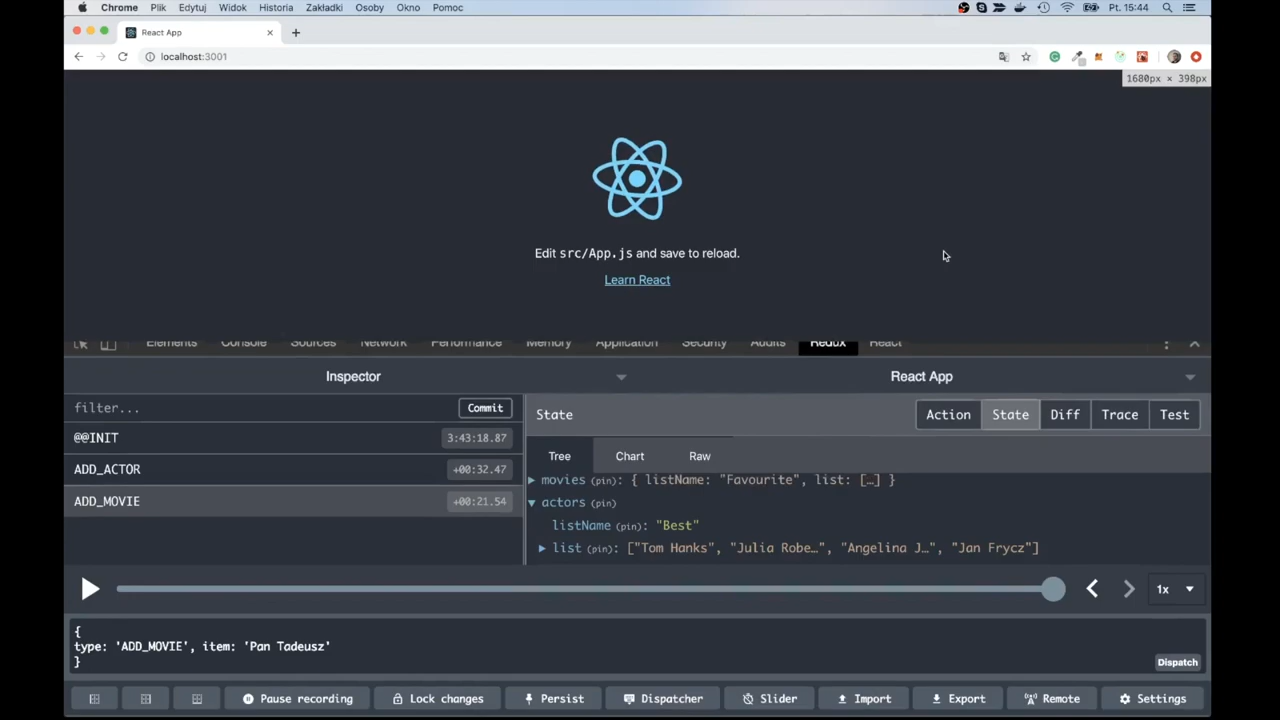 Chrome Plik Edytuj Widok Historia Zakładki Osoby Okno Pomoc Pt. 15:44
React App
localhost:3001
1680px × 398px
Edit src/App.js and save to reload.
Learn React
Elements Console Sources Network Performance Memory Application Security Audits Redux React
Inspector React App
filter... Commit
State Action State Diff Trace Test
@@INIT 3:43:18.87
Tree Chart Raw
ADD_ACTOR +00:32.47
movies (pin): { listName: "Favourite", list: […] }
ADD_MOVIE +00:21.54
actors (pin)
listName (pin): "Best"
list (pin): ["Tom Hanks", "Julia Robe…", "Angelina J…", "Jan Frycz"]
1x
{
type: 'ADD_MOVIE', item: 'Pan Tadeusz'
}
Dispatch
Pause recording Lock changes Persist Dispatcher Slider Import Export Remote Settings